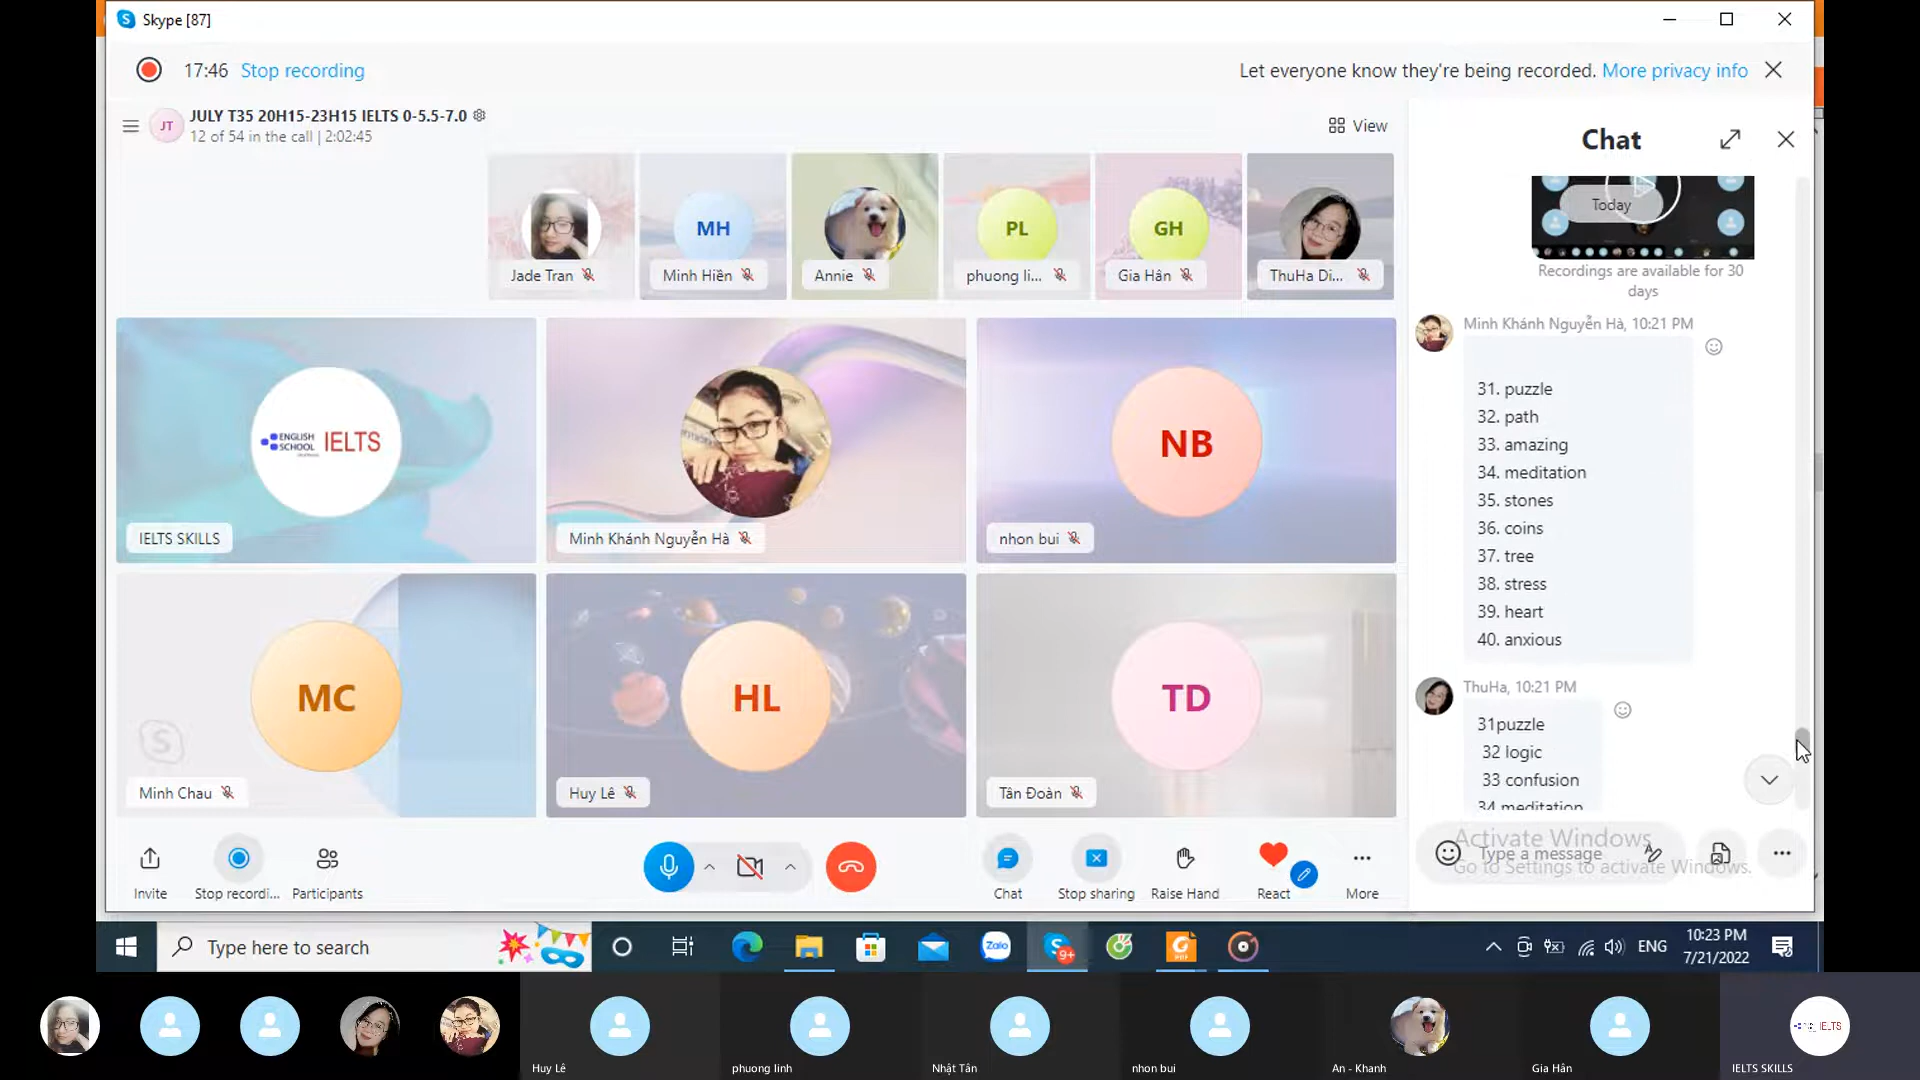 Skype [87]
17:46 Stop recording
Let everyone know they're being recorded. More privacy info
JT
JULY T35 20H15-23H15 IELTS 0-5.5-7.0
12 of 54 in the call | 2:02:45
View
Chat
Today
Recordings are available for 30
days
Jade Tran
MH
Minh Hiền
Annie
PL
phuong li...
GH
Gia Hân
ThuHa Di...
ENGLISH
SCHOOL
IELTS
IELTS SKILLS
Minh Khánh Nguyễn Hà
NB
nhon bui
MC
Minh Chau
HL
Huy Lê
TD
Tân Đoàn
Minh Khánh Nguyễn Hà, 10:21 PM
31. puzzle
32. path
33. amazing
34. meditation
35. stones
36. coins
37. tree
38. stress
39. heart
40. anxious
ThuHa, 10:21 PM
31puzzle
32 logic
33 confusion
34 meditation
Type a message
Activate Windows
Go to Settings to activate Windows.
Invite
Stop recordi...
Participants
Chat
Stop sharing
Raise Hand
React
More
Type here to search
Zalo
9+
PDF
ENG
10:23 PM
7/21/2022
Huy Lê
phuong linh
Nhật Tân
nhon bui
An - Khanh
Gia Hân
IELTS
IELTS SKILLS